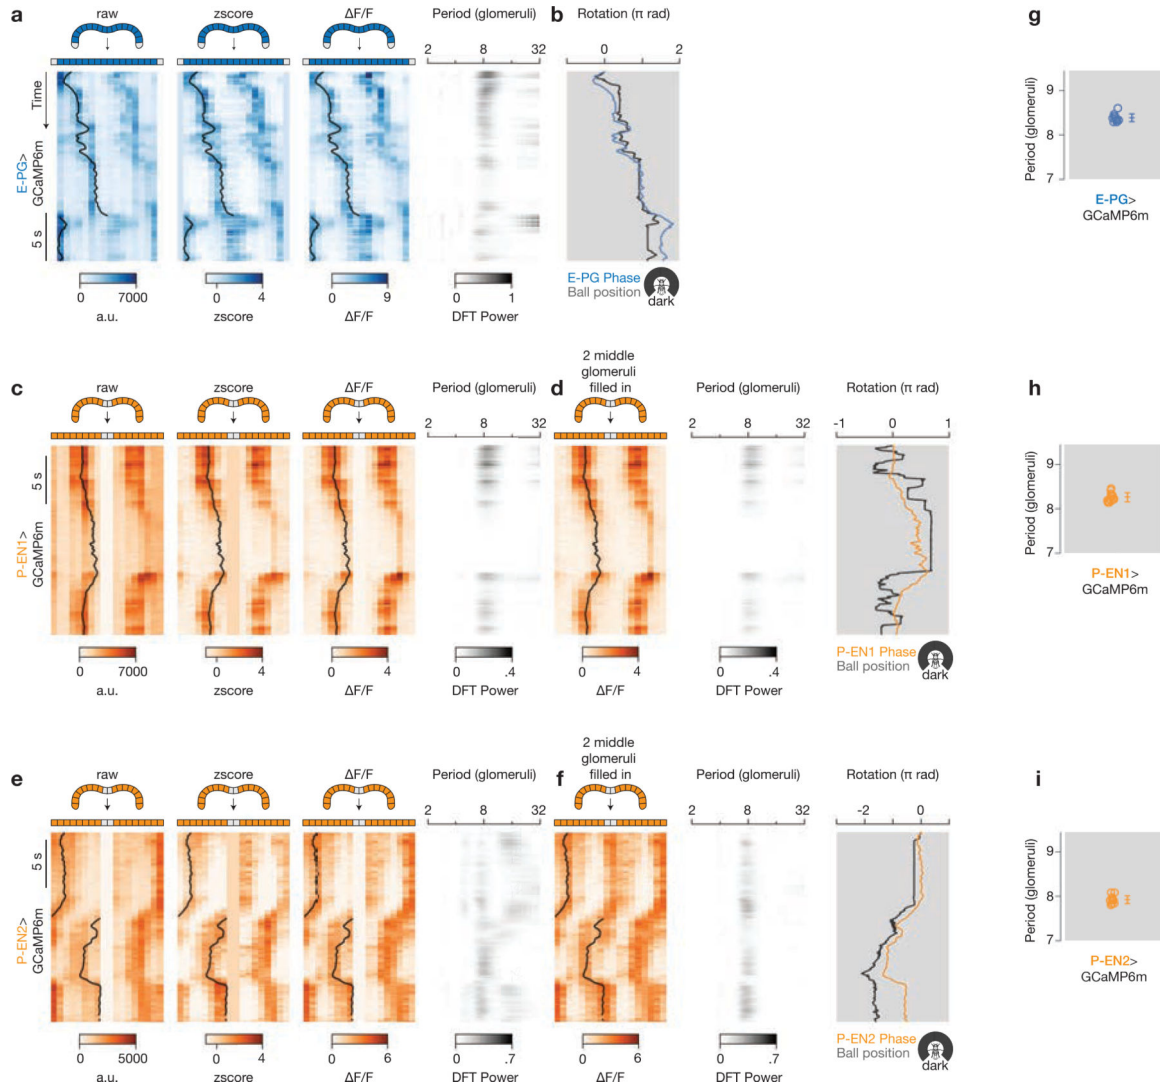 a
raw
zscore
ΔF/F
Period (glomeruli)
2 8 32
b
Rotation (π rad)
0 2
Time
E-PG>
GCaMP6m
5 s
0 7000
a.u.
0 4
zscore
0 9
ΔF/F
0 1
DFT Power
E-PG Phase
Ball position
dark
g
Period (glomeruli)
9
8
7
E-PG>
GCaMP6m
c
raw
zscore
ΔF/F
Period (glomeruli)
2 8 32
d
2 middle
glomeruli
filled in
Period (glomeruli)
2 8 32
Rotation (π rad)
-1 0 1
5 s
P-EN1>
GCaMP6m
0 7000
a.u.
0 4
zscore
0 4
ΔF/F
0 .4
DFT Power
0 4
ΔF/F
0 .4
DFT Power
P-EN1 Phase
Ball position
dark
h
Period (glomeruli)
9
8
7
P-EN1>
GCaMP6m
e
raw
zscore
ΔF/F
Period (glomeruli)
2 8 32
f
2 middle
glomeruli
filled in
Period (glomeruli)
2 8 32
Rotation (π rad)
-2 0
5 s
P-EN2>
GCaMP6m
0 5000
a.u.
0 4
zscore
0 6
ΔF/F
0 .7
DFT Power
0 6
ΔF/F
0 .7
DFT Power
P-EN2 Phase
Ball position
dark
i
Period (glomeruli)
9
8
7
P-EN2>
GCaMP6m